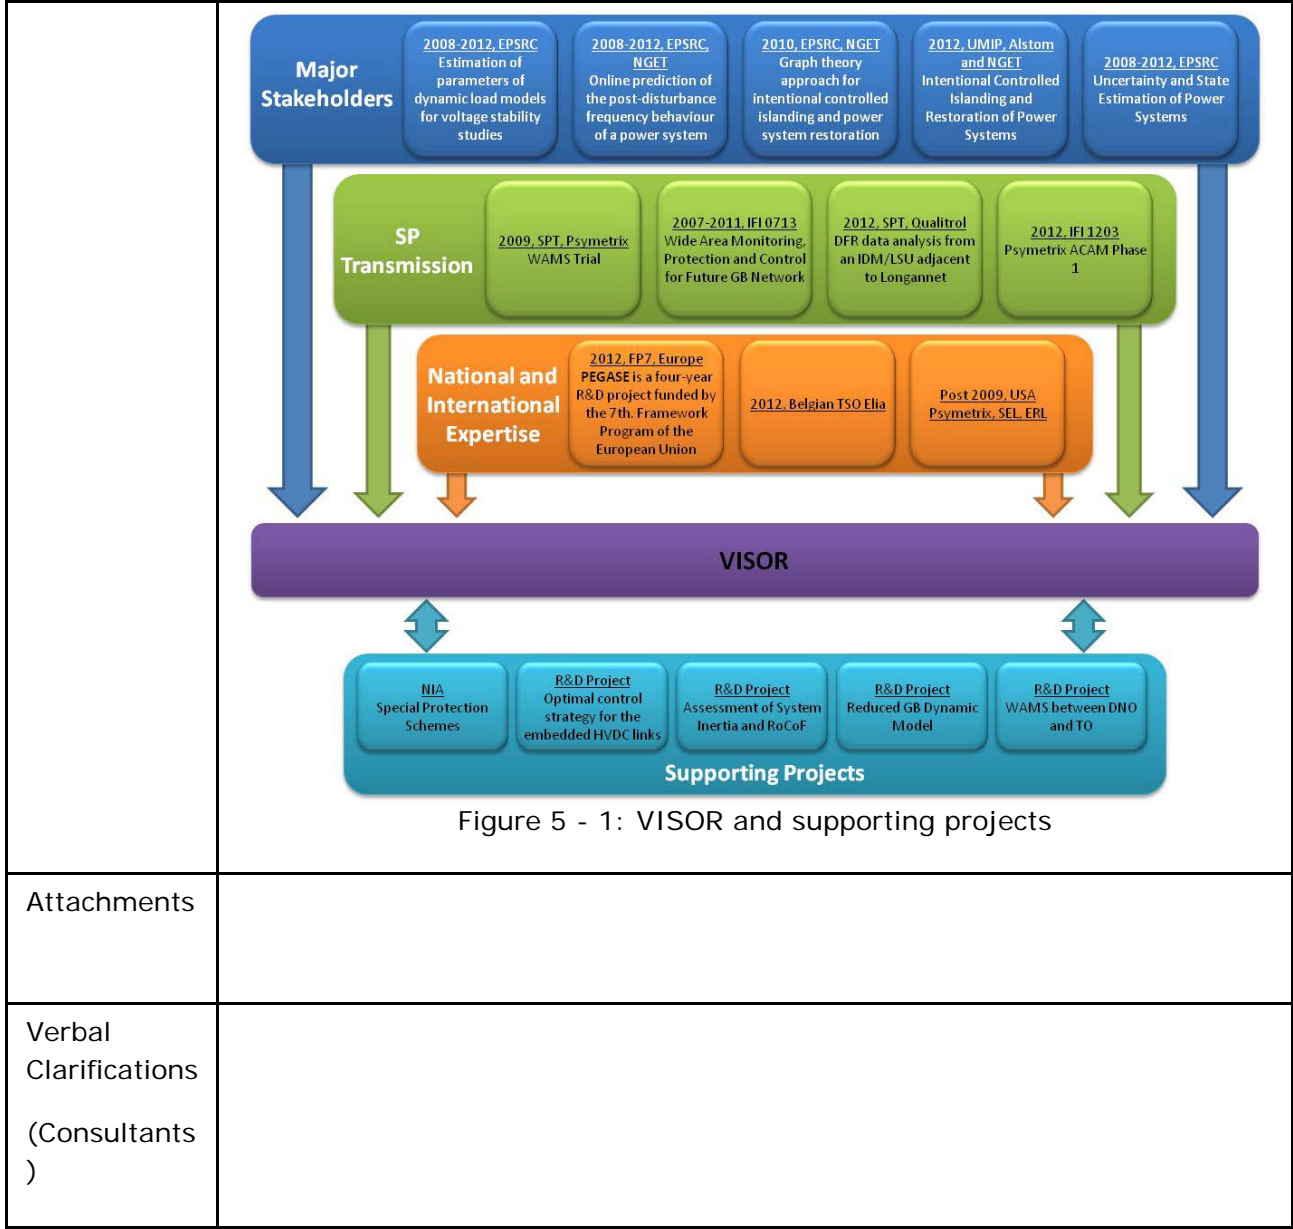 Major
Stakeholders
2008-2012, EPSRC
Estimation of
parameters of
dynamic load models
for voltage stability
studies
2008-2012, EPSRC,
NGET
Online prediction of
the post-disturbance
frequency behaviour
of a power system
2010, EPSRC, NGET
Graph theory
approach for
intentional controlled
islanding and power
system restoration
2012, UMIP, Alstom
and NGET
Intentional Controlled
Islanding and
Restoration of Power
Systems
2008-2012, EPSRC
Uncertainty and State
Estimation of Power
Systems
SP
Transmission
2009, SPT, Psymetrix
WAMS Trial
2007-2011, IFI 0713
Wide Area Monitoring,
Protection and Control
for Future GB Network
2012, SPT, Qualitrol
DFR data analysis from
an IDM/LSU adjacent
to Longannet
2012, IFI 1203
Psymetrix ACAM Phase
1
National and
International
Expertise
2012, FP7, Europe
PEGASE is a four-year
R&D project funded by
the 7th. Framework
Program of the
European Union
2012, Belgian TSO Elia
Post 2009, USA
Psymetrix, SEL, ERL
VISOR
NIA
Special Protection
Schemes
R&D Project
Optimal control
strategy for the
embedded HVDC links
R&D Project
Assessment of System
Inertia and RoCoF
R&D Project
Reduced GB Dynamic
Model
R&D Project
WAMS between DNO
and TO
Supporting Projects
Figure 5 - 1: VISOR and supporting projects
Attachments
Verbal
Clarifications
(Consultants
)